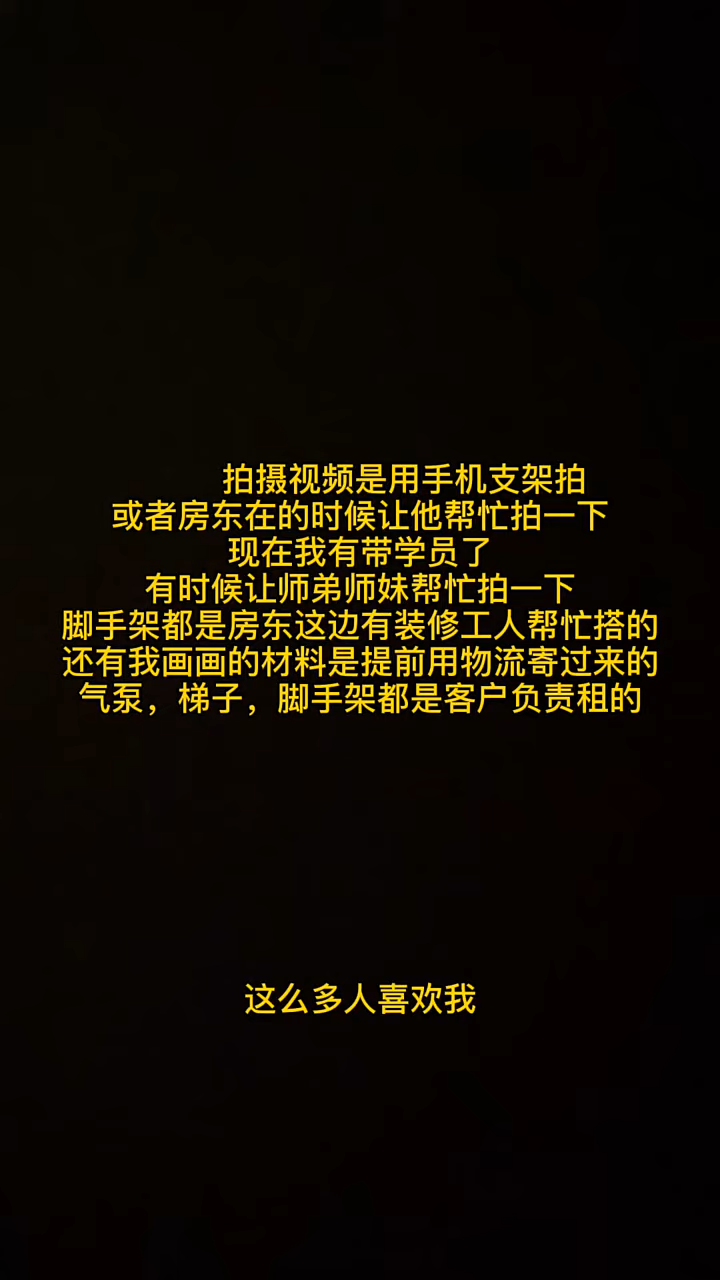 拍摄视频是用手机支架拍
或者房东在的时候让他帮忙拍一下
现在我有带学员了
有时候让师弟师妹帮忙拍一下
脚手架都是房东这边有装修工人帮忙搭的
还有我画画的材料是提前用物流寄过来的
气泵，梯子，脚手架都是客户负责租的
这么多人喜欢我